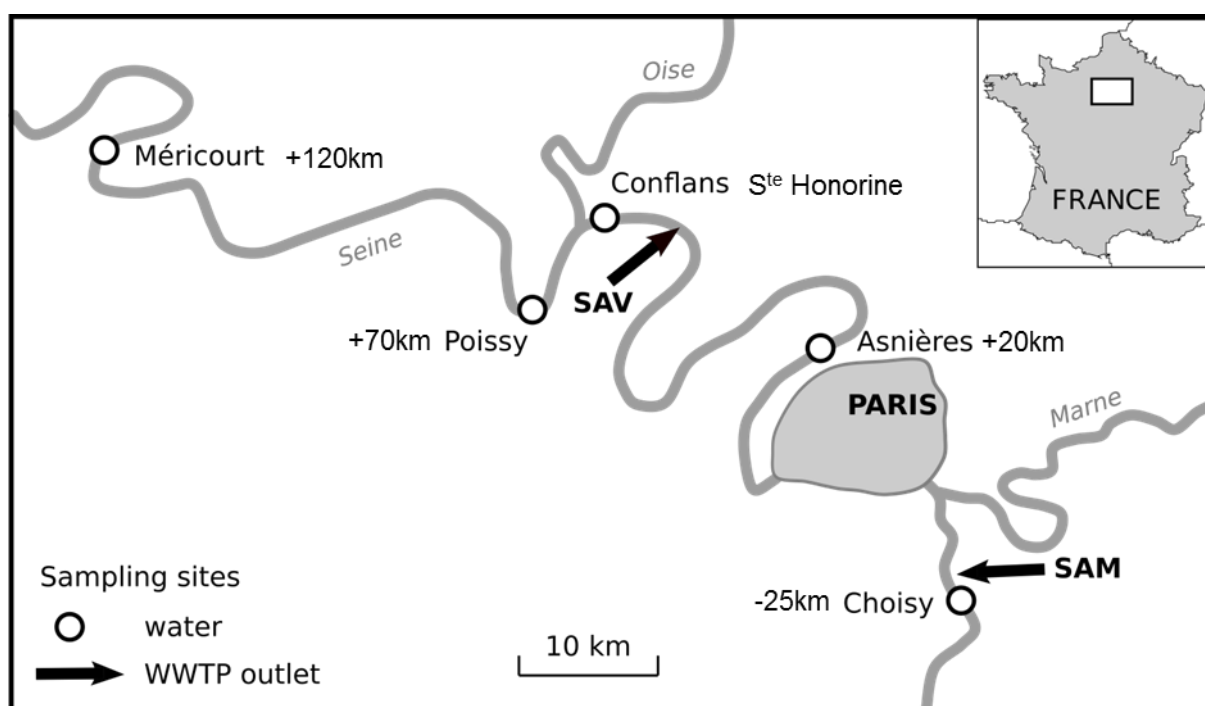 Oise
Méricourt +120km
Conflans Sᵗᵉ Honorine
FRANCE
Seine
SAV
+70km Poissy
Asnières +20km
PARIS
Marne
Sampling sites
water
WWTP outlet
10 km
SAM
-25km Choisy